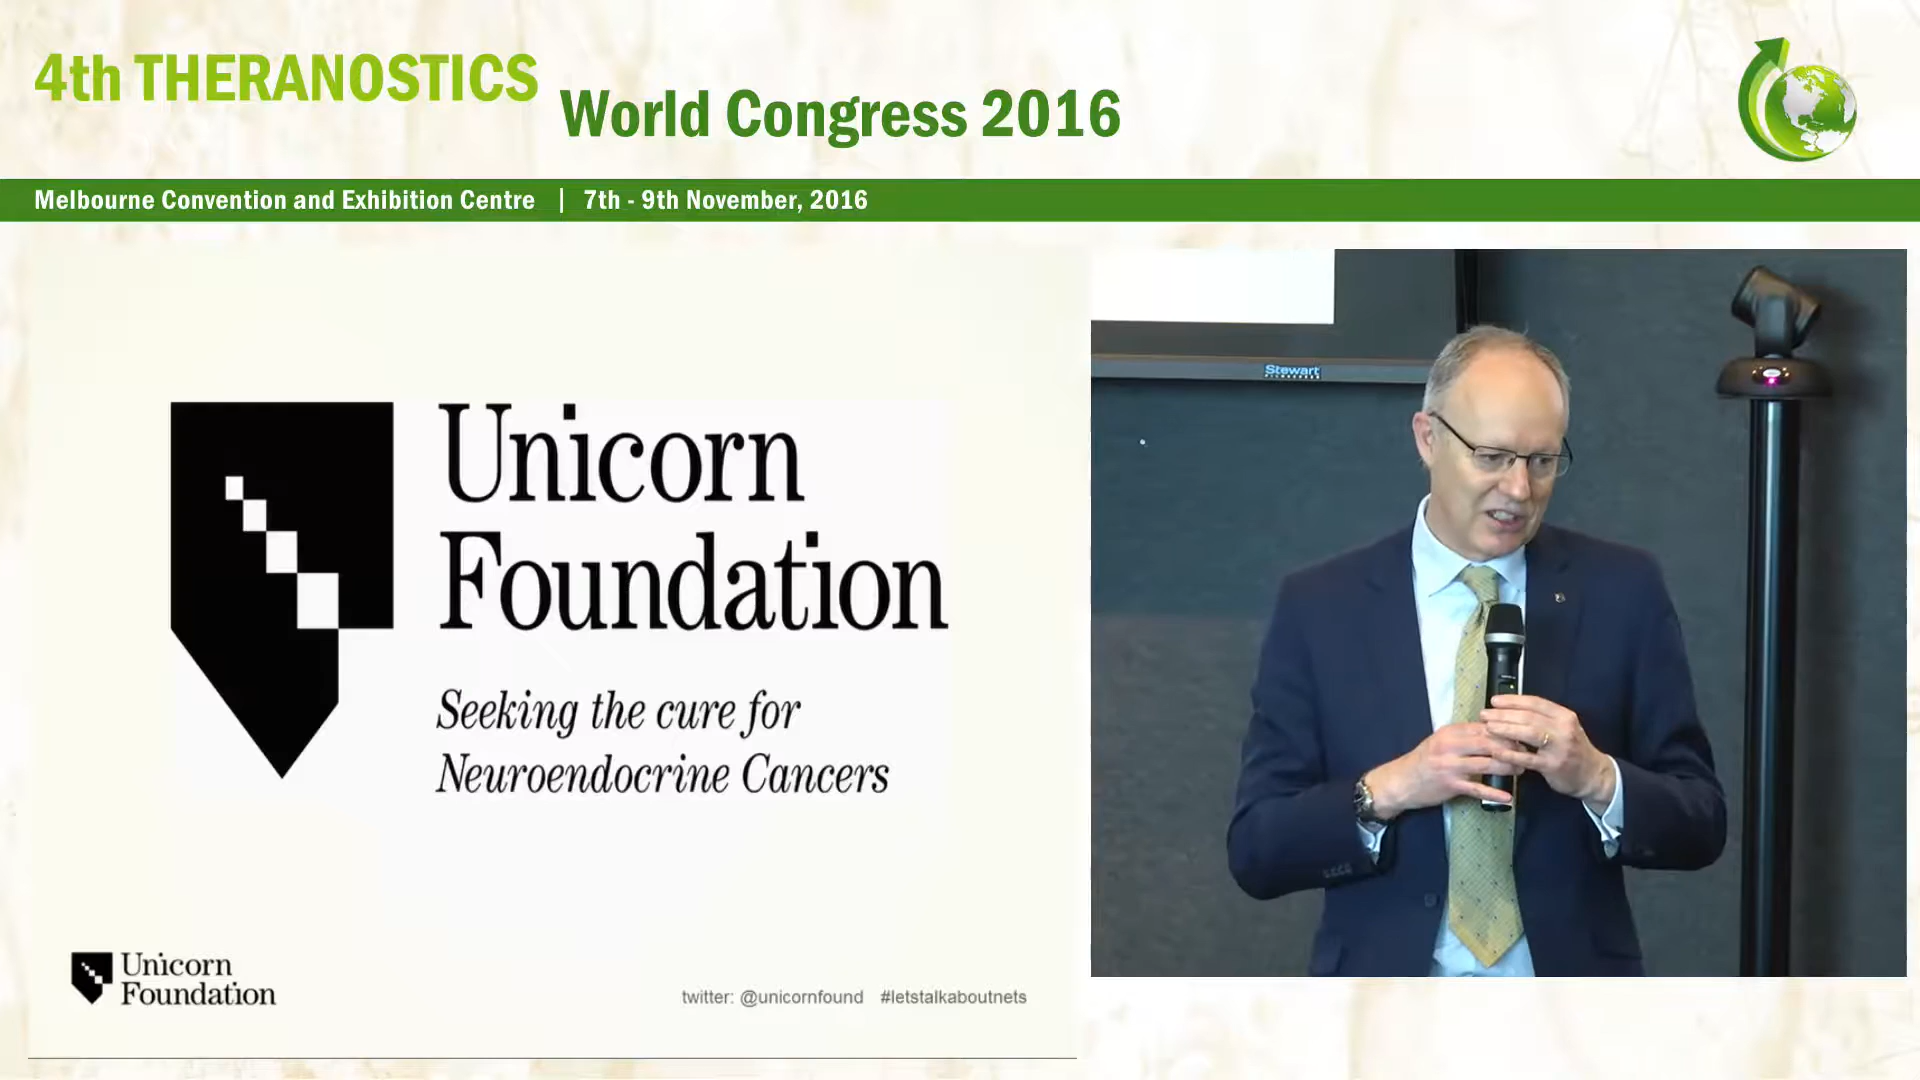 4th THERANOSTICS
World Congress 2016
Melbourne Convention and Exhibition Centre | 7th - 9th November, 2016
Unicorn
Foundation
Seeking the cure for
Neuroendocrine Cancers
Stewart
Unicorn
Foundation
twitter: @unicornfound #letstalkaboutnets